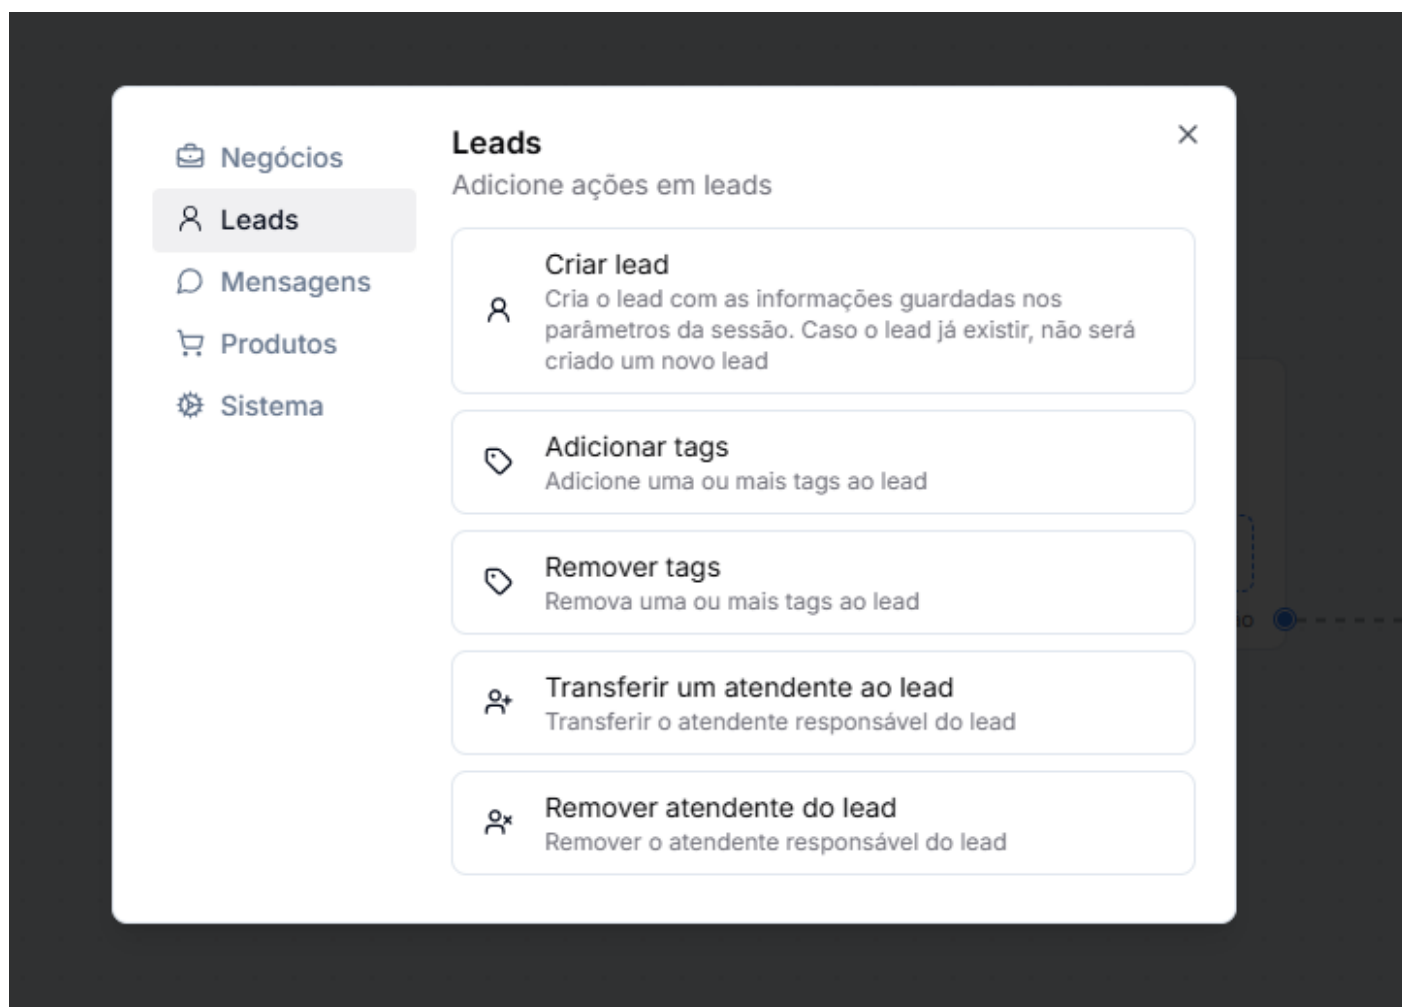 Negócios
Leads
Mensagens
Produtos
Sistema
Leads
Adicione ações em leads
Criar lead
Cria o lead com as informações guardadas nos
parâmetros da sessão. Caso o lead já existir, não será
criado um novo lead
Adicionar tags
Adicione uma ou mais tags ao lead
Remover tags
Remova uma ou mais tags ao lead
Transferir um atendente ao lead
Transferir o atendente responsável do lead
Remover atendente do lead
Remover o atendente responsável do lead